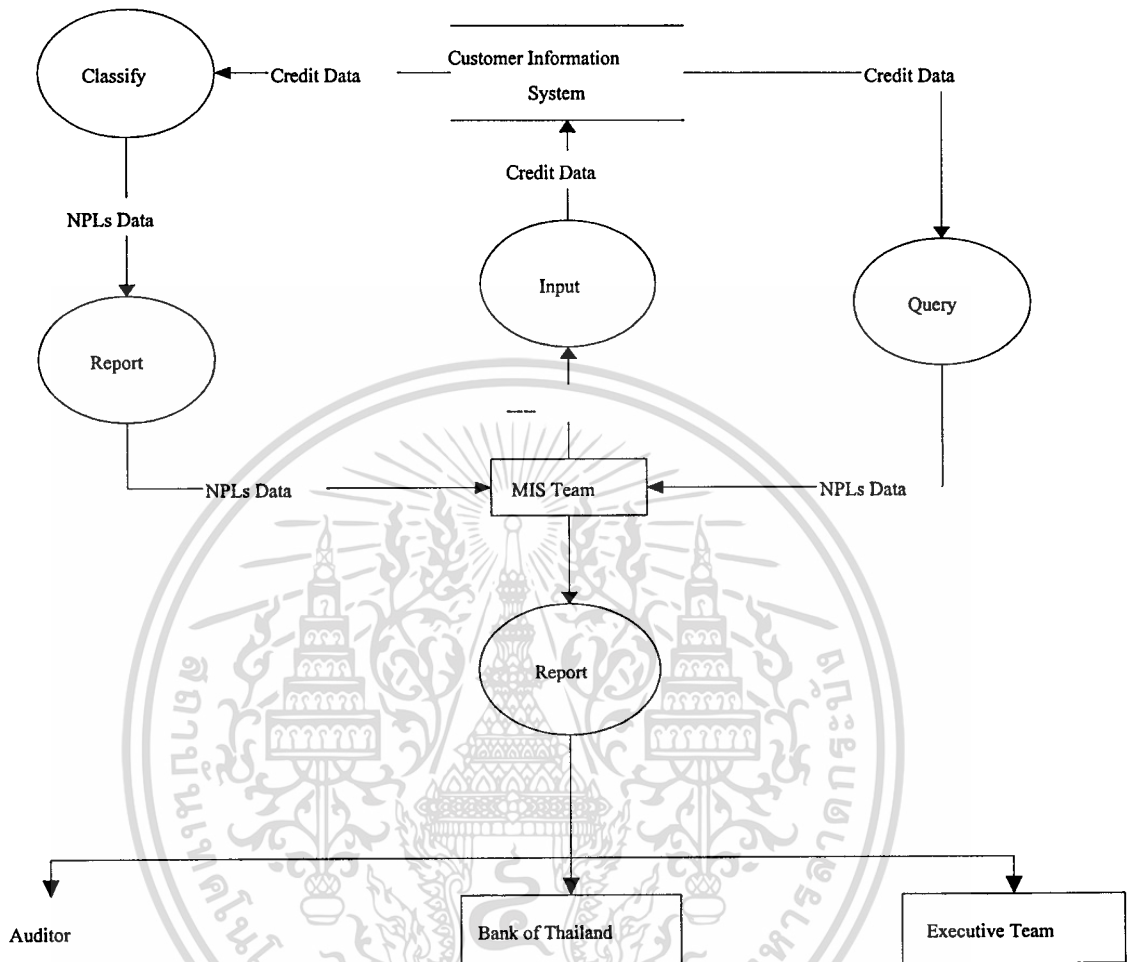 Customer Information
System
Classify
Credit Data
Credit Data
Credit Data
NPLs Data
Input
Query
Report
NPLs Data
MIS Team
NPLs Data
Report
Auditor
Bank of Thailand
Executive Team